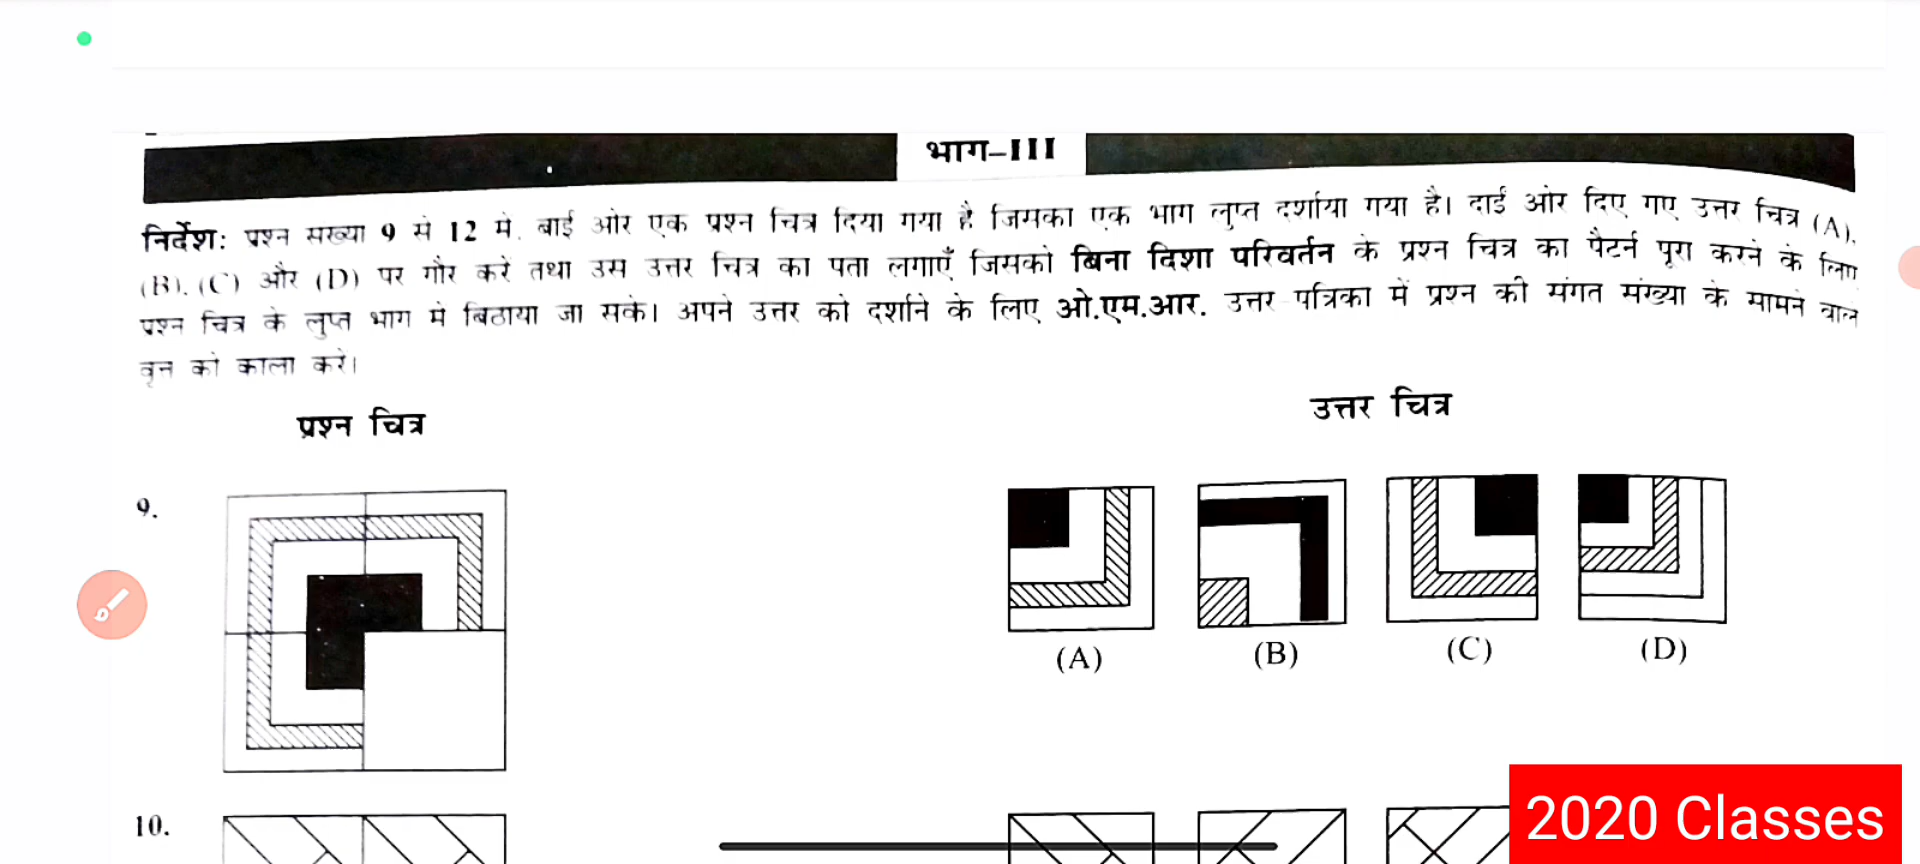 भाग–III
निर्देश: प्रश्न संख्या 9 से 12 में, बाईं ओर एक प्रश्न चित्र दिया गया है जिसका एक भाग लुप्त दर्शाया गया है। दाईं ओर दिए गए उत्तर चित्र (A),
(B), (C) और (D) पर गौर करें तथा उस उत्तर चित्र का पता लगाएँ जिसको बिना दिशा परिवर्तन के प्रश्न चित्र का पैटर्न पूरा करने के लिए
प्रश्न चित्र के लुप्त भाग में बिठाया जा सके। अपने उत्तर को दर्शाने के लिए ओ.एम.आर. उत्तर पत्रिका में प्रश्न की संगत संख्या के सामने वाले
वृत्त को काला करें।
प्रश्न चित्र
उत्तर चित्र
9.
(A)
(B)
(C)
(D)
10.
2020 Classes